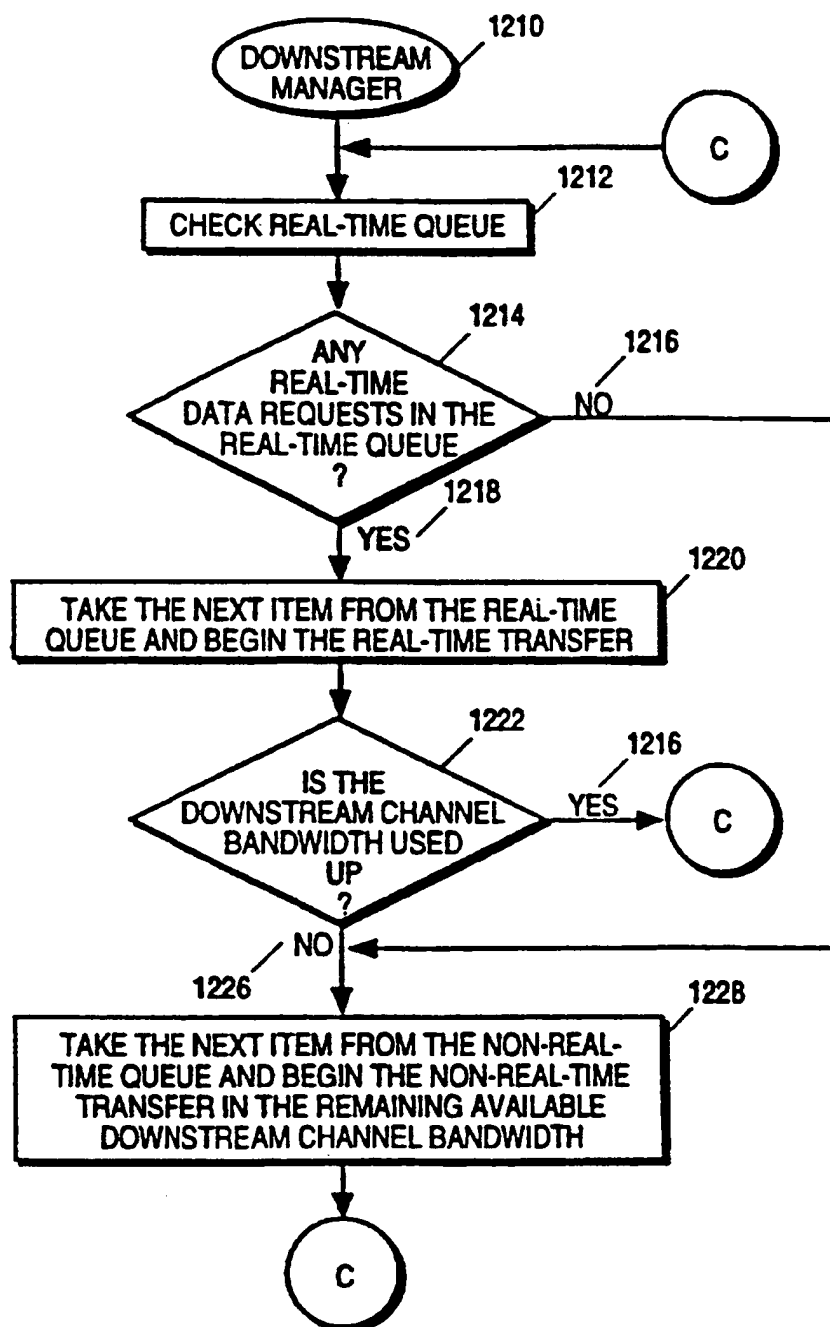 1210
DOWNSTREAM
MANAGER
C
1212
CHECK REAL-TIME QUEUE
1214
ANY
REAL-TIME
DATA REQUESTS IN THE
REAL-TIME QUEUE
?
1216
NO
1218
YES
1220
TAKE THE NEXT ITEM FROM THE REAL-TIME
QUEUE AND BEGIN THE REAL-TIME TRANSFER
1222
IS THE
DOWNSTREAM CHANNEL
BANDWIDTH USED
UP
?
1216
YES
C
NO
1226
1228
TAKE THE NEXT ITEM FROM THE NON-REAL-
TIME QUEUE AND BEGIN THE NON-REAL-TIME
TRANSFER IN THE REMAINING AVAILABLE
DOWNSTREAM CHANNEL BANDWIDTH
C